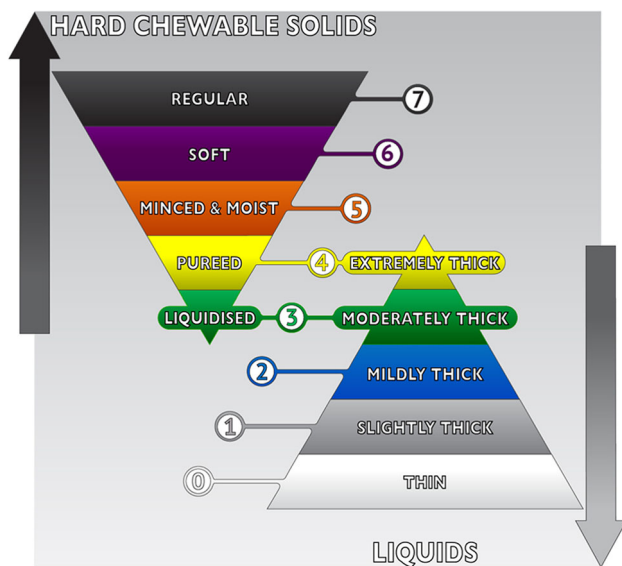 HARD CHEWABLE SOLIDS
REGULAR 7
SOFT 6
MINCED & MOIST 5
PUREED 4 EXTREMELY THICK
LIQUIDISED 3 MODERATELY THICK
2 MILDLY THICK
1 SLIGHTLY THICK
0 THIN
LIQUIDS